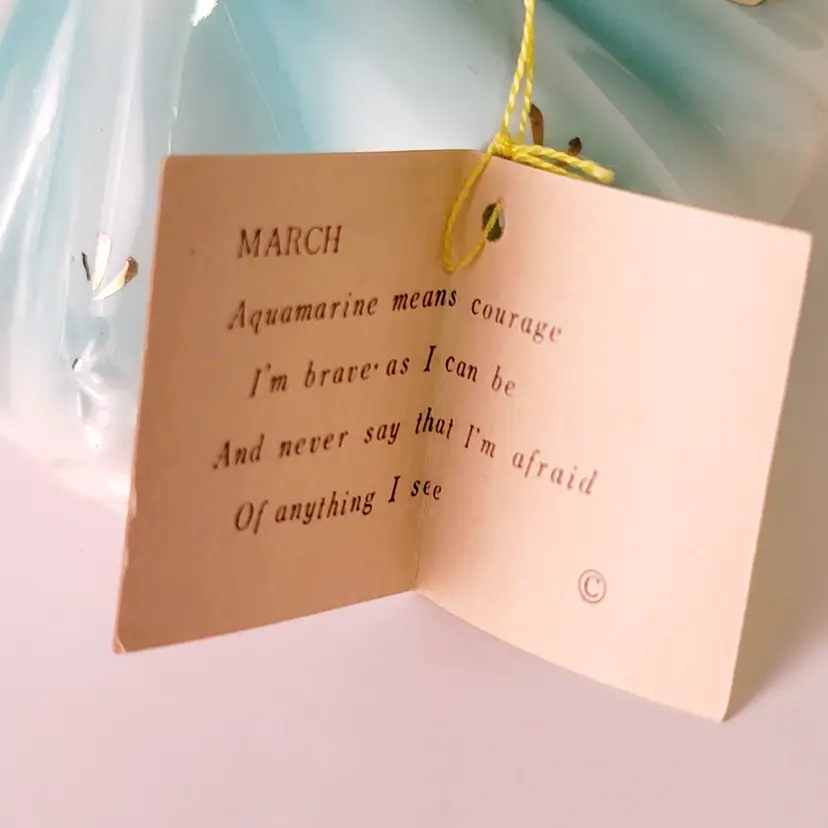 MARCH
Aquamarine means courage
I'm brave as I can be
And never say that I'm afraid
Of anything I see
©